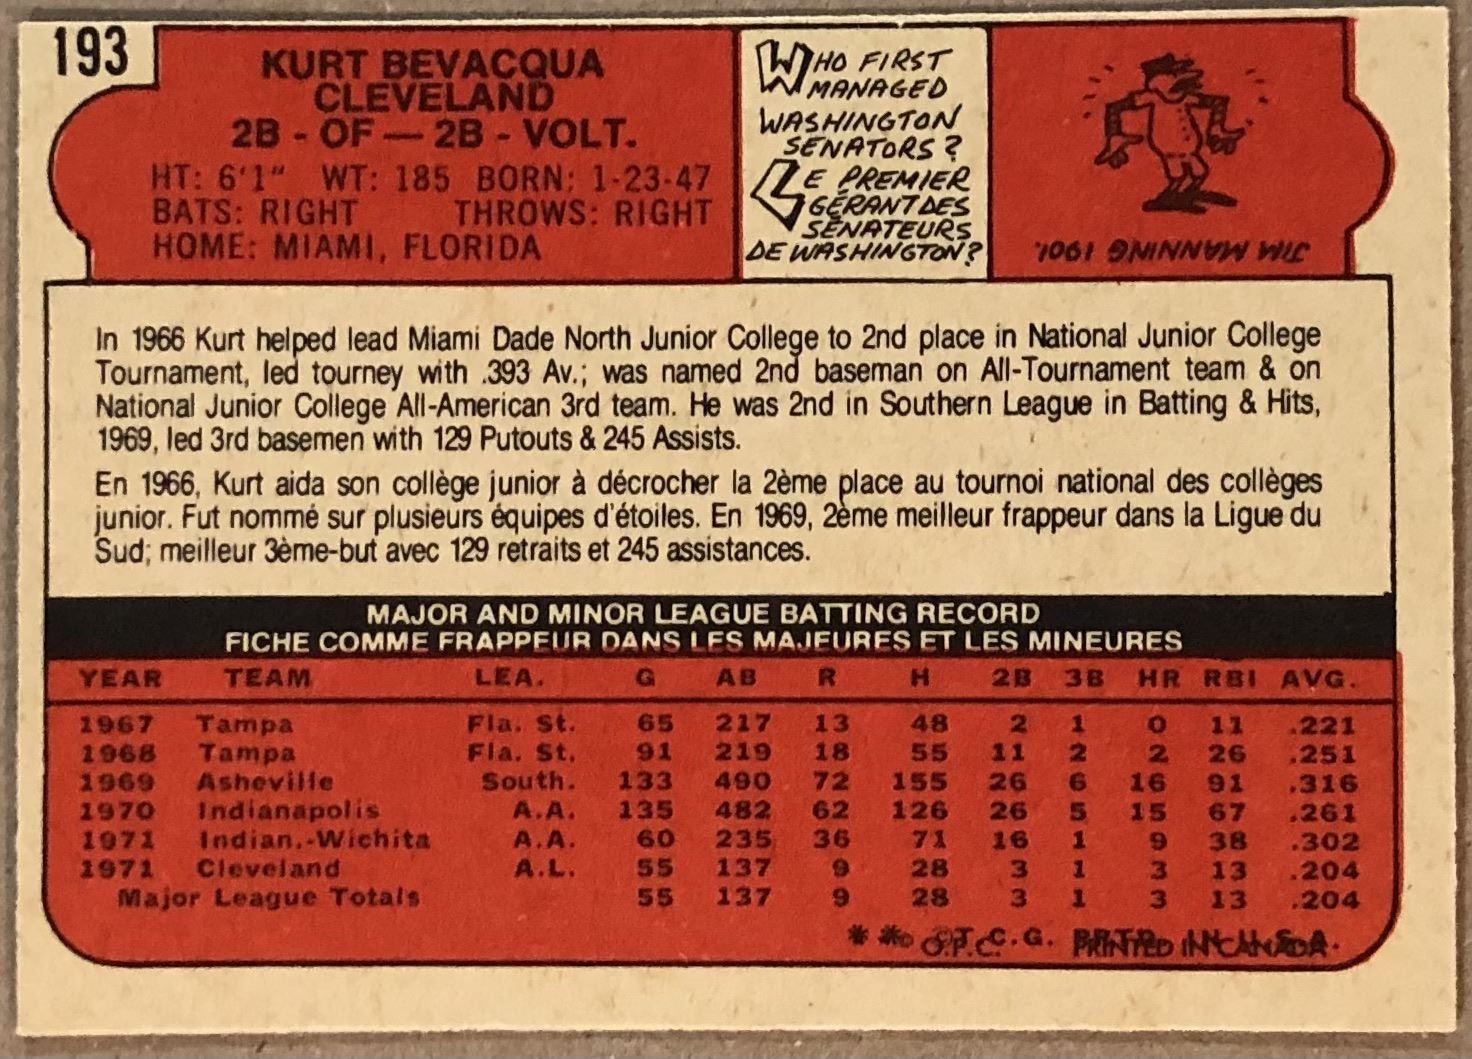 193
KURT BEVACQUA
CLEVELAND
2B - OF — 2B - VOLT.
HT: 6'1" WT: 185 BORN: 1-23-47
BATS: RIGHT THROWS: RIGHT
HOME: MIAMI, FLORIDA
WHO FIRST
MANAGED
WASHINGTON
SENATORS?
LE PREMIER
GÉRANT DES
SÉNATEURS
DE WASHINGTON?
JIM MANNING 1901.
In 1966 Kurt helped lead Miami Dade North Junior College to 2nd place in National Junior College
Tournament, led tourney with .393 Av.; was named 2nd baseman on All-Tournament team & on
National Junior College All-American 3rd team. He was 2nd in Southern League in Batting & Hits,
1969, led 3rd basemen with 129 Putouts & 245 Assists.
En 1966, Kurt aida son collège junior à décrocher la 2ème place au tournoi national des collèges
junior. Fut nommé sur plusieurs équipes d'étoiles. En 1969, 2ème meilleur frappeur dans la Ligue du
Sud; meilleur 3ème-but avec 129 retraits et 245 assistances.
MAJOR AND MINOR LEAGUE BATTING RECORD
FICHE COMME FRAPPEUR DANS LES MAJEURES ET LES MINEURES
YEAR TEAM LEA. G AB R H 2B 3B HR RBI AVG.
1967 Tampa Fla. St. 65 217 13 48 2 1 0 11 .221
1968 Tampa Fla. St. 91 219 18 55 11 2 2 26 .251
1969 Asheville South. 133 490 72 155 26 6 16 91 .316
1970 Indianapolis A.A. 135 482 62 126 26 5 15 67 .261
1971 Indian.-Wichita A.A. 60 235 36 71 16 1 9 38 .302
1971 Cleveland A.L. 55 137 9 28 3 1 3 13 .204
Major League Totals 55 137 9 28 3 1 3 13 .204
** ©T.C.G. PRTD. IN U.S.A.
O.P.C. PRINTED IN CANADA